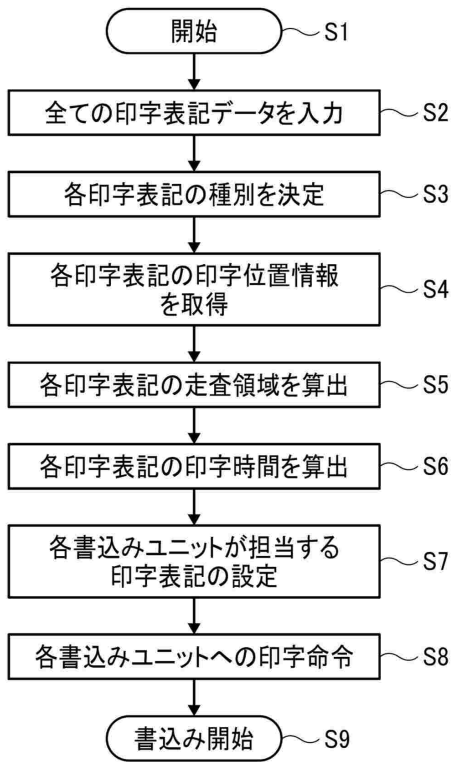 開始 S1
全ての印字表記データを入力 S2
各印字表記の種別を決定 S3
各印字表記の印字位置情報
を取得 S4
各印字表記の走査領域を算出 S5
各印字表記の印字時間を算出 S6
各書込みユニットが担当する
印字表記の設定 S7
各書込みユニットへの印字命令 S8
書込み開始 S9